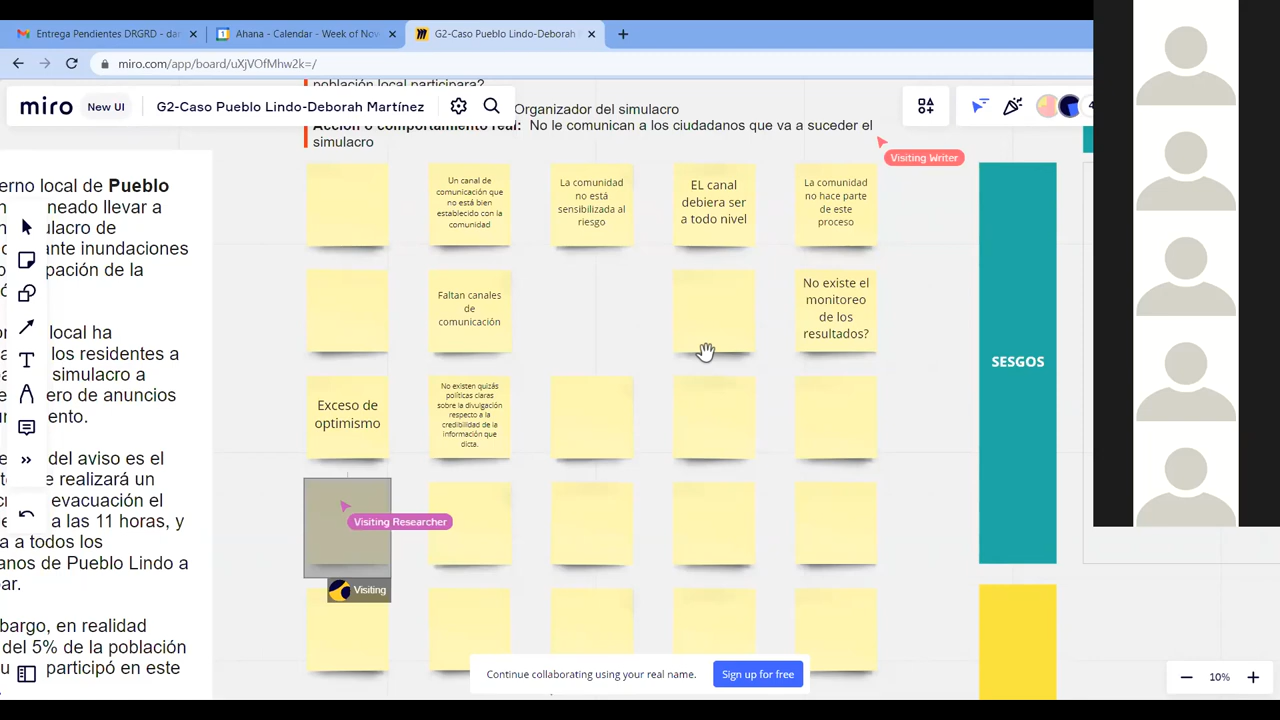 Entrega Pendientes DRGRD - dar
Ahana - Calendar - Week of Nov
G2-Caso Pueblo Lindo-Deborah
miro.com/app/board/uXjVOfMhw2k=/
población local participara?
miro
New UI
G2-Caso Pueblo Lindo-Deborah Martínez
Organizador del simulacro
Acción o comportamiento real: No le comunican a los ciudadanos que va a suceder el
simulacro
Visiting Writer
erno local de Pueblo
neado llevar a
ulacro de
ante inundaciones
opación de la
local ha
los residentes a
simulacro a
ero de anuncios
ento.
del aviso es el
e realizará un
evacuación el
a las 11 horas, y
a a todos los
anos de Pueblo Lindo a
par.
bargo, en realidad
del 5% de la población
participó en este
Un canal de
comunicación que
no está bien
establecido con la
comunidad
La comunidad
no está
sensibilizada al
riesgo
EL canal
debiera ser
a todo nivel
La comunidad
no hace parte
de este
proceso
Faltan canales
de
comunicación
No existe el
monitoreo
de los
resultados?
Exceso de
optimismo
No existen quizás
políticas claras
sobre la divulgación
respecto a la
credibilidad de la
información que
dicta.
SESGOS
Visiting Researcher
Visiting
Continue collaborating using your real name.
Sign up for free
10%